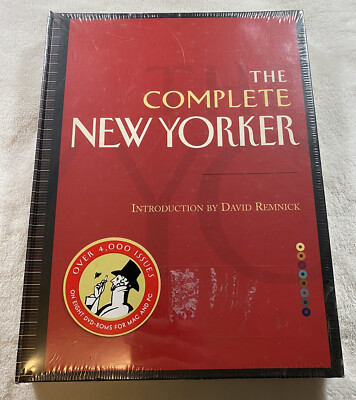 THE
COMPLETE
NEW YORKER
INTRODUCTION BY DAVID REMNICK
OVER 4,000 ISSUES
ON EIGHT DVD-ROMS FOR MAC AND PC